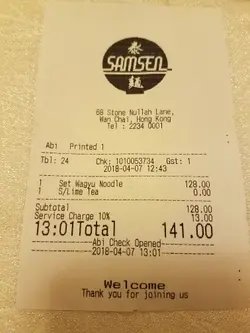 泰
SAMSEN
麵
68 Stone Nullah Lane,
Wan Chai, Hong Kong
Tel : 2234 0001
Abi Printed 1
Tbl: 24 Chk: 1010053734 Gst: 1
2018-04-07 12:43
1 Set Wagyu Noodle 128.00
1 S/Lime Tea 0.00
Subtotal 128.00
Service Charge 10% 13.00
13:01Total 141.00
Abi Check Opened
2018-04-07 13:01
Welcome
Thank you for joining us